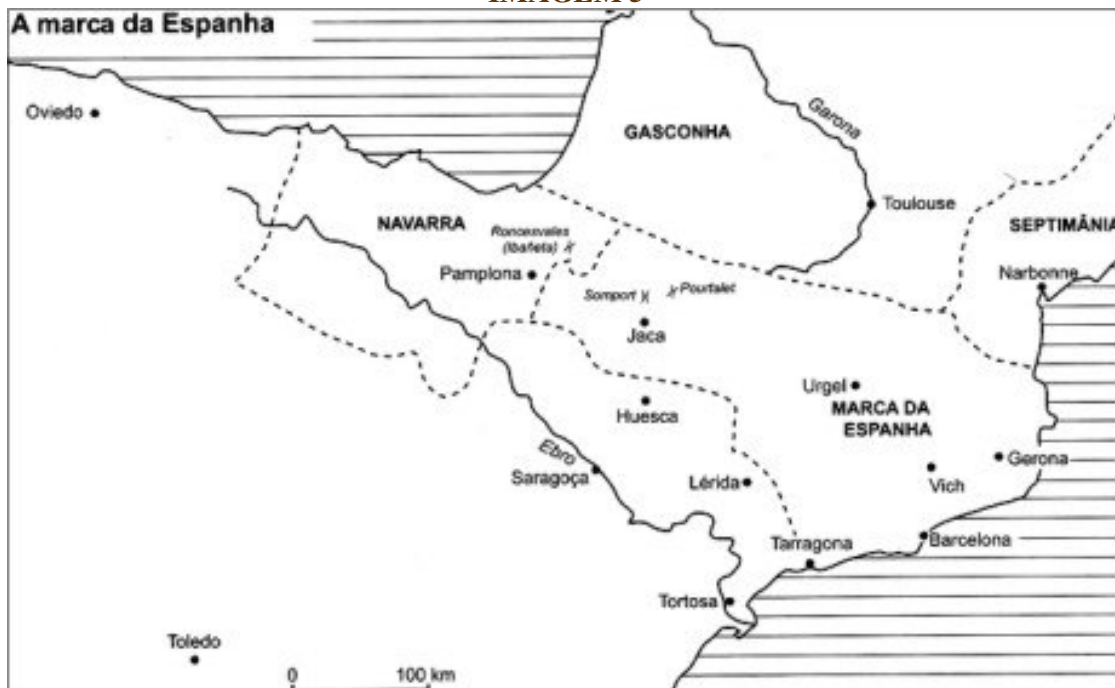 A marca da Espanha
Oviedo
Garona
GASCONHA
Toulouse
NAVARRA
Roncesvales
(Ibañeta)
SEPTIMÂNIA
Pamplona
Narbonne
Somport
Pourtalet
Jaca
Urgel
MARCA DA
ESPANHA
Huesca
Ebro
Saragoça
Lérida
Vich
Gerona
Tarragona
Barcelona
Tortosa
Toledo
0 100 km